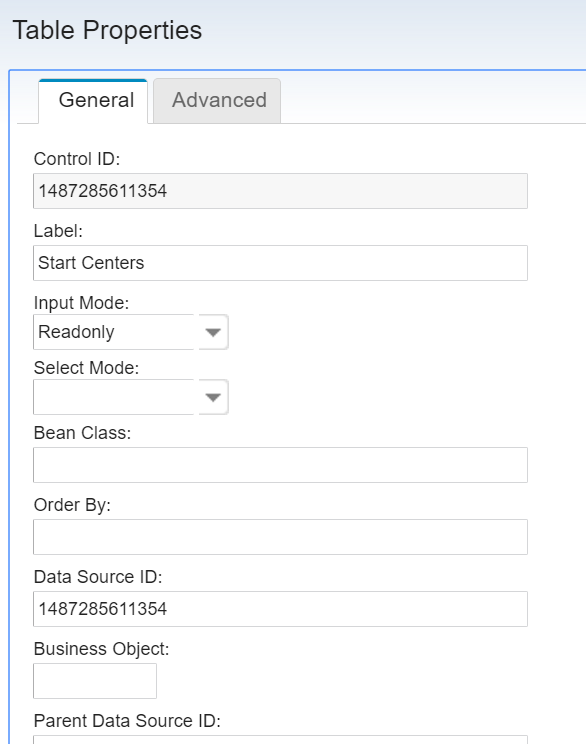 Table Properties
General
Advanced
Control ID:
1487285611354
Label:
Start Centers
Input Mode:
Readonly
Select Mode:
Bean Class:
Order By:
Data Source ID:
1487285611354
Business Object:
Parent Data Source ID: